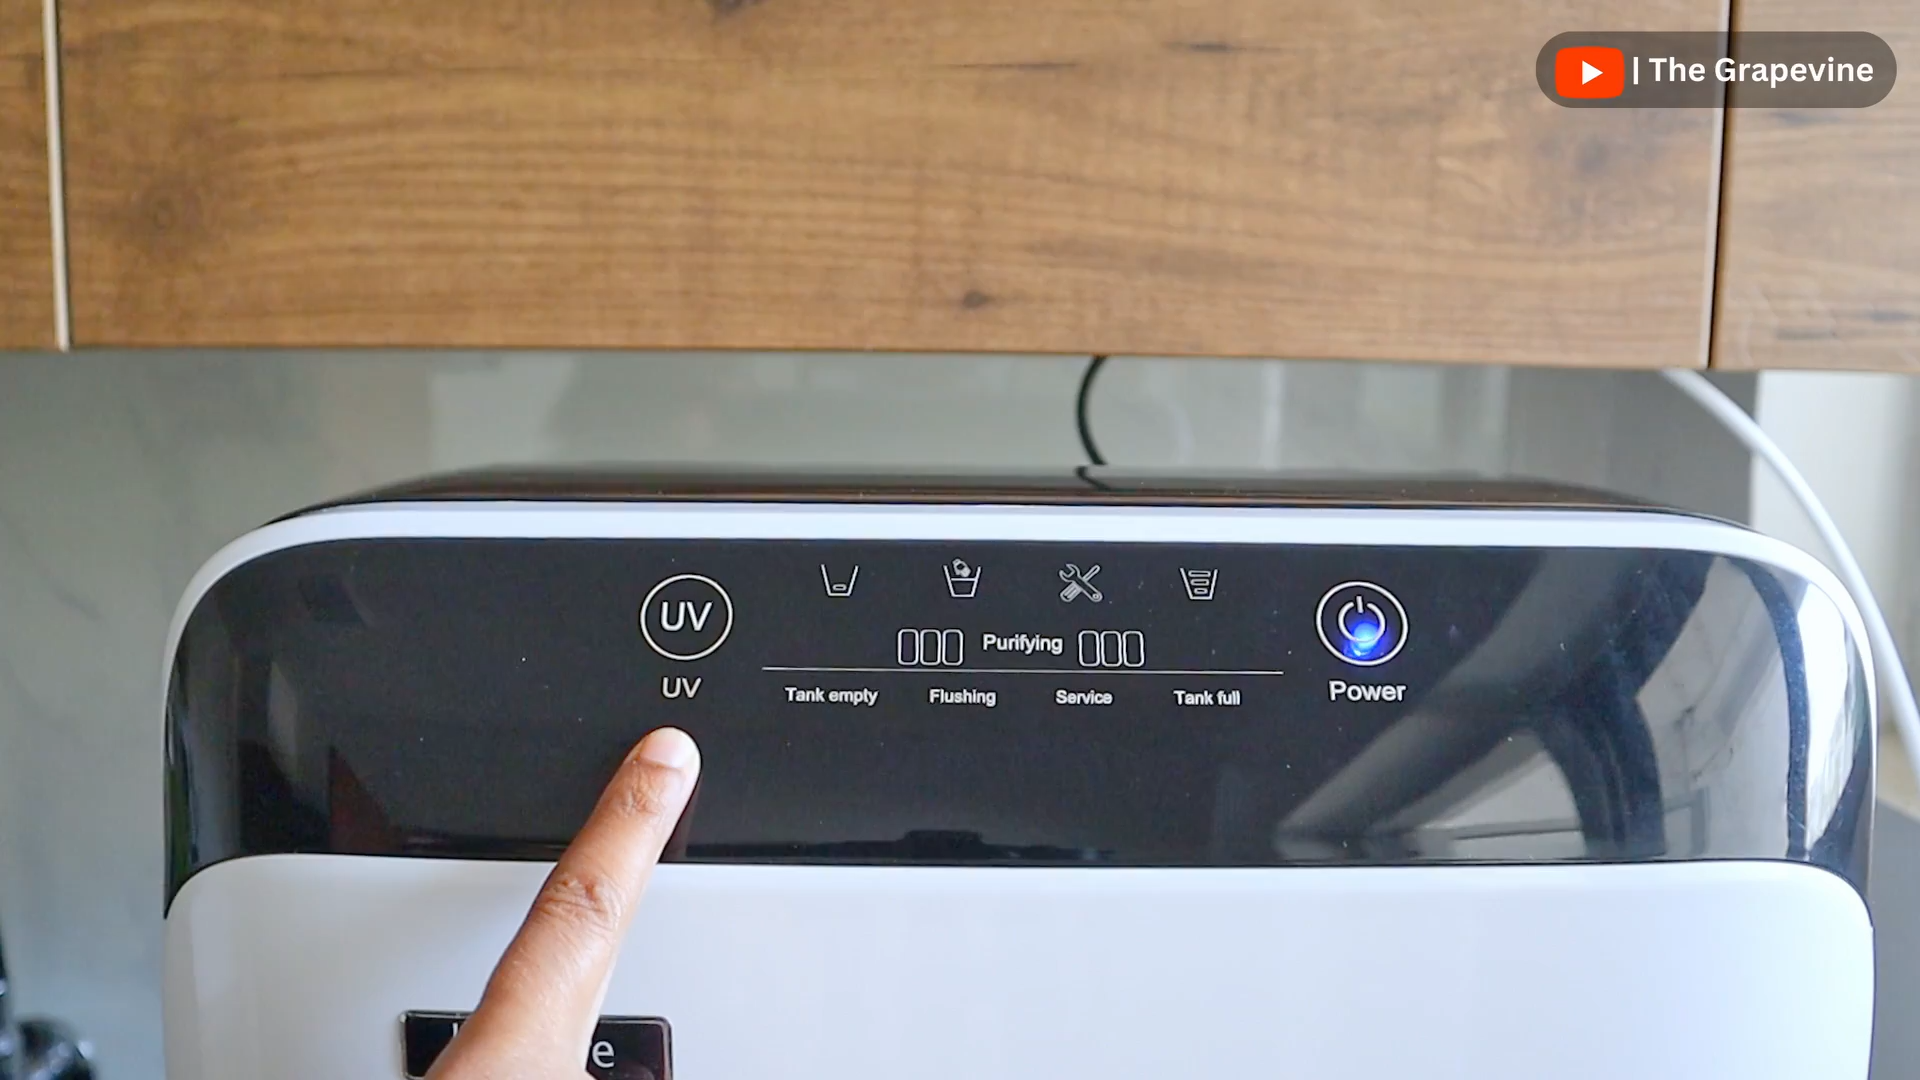 | The Grapevine
UV
UV
Purifying
Tank empty
Flushing
Service
Tank full
Power